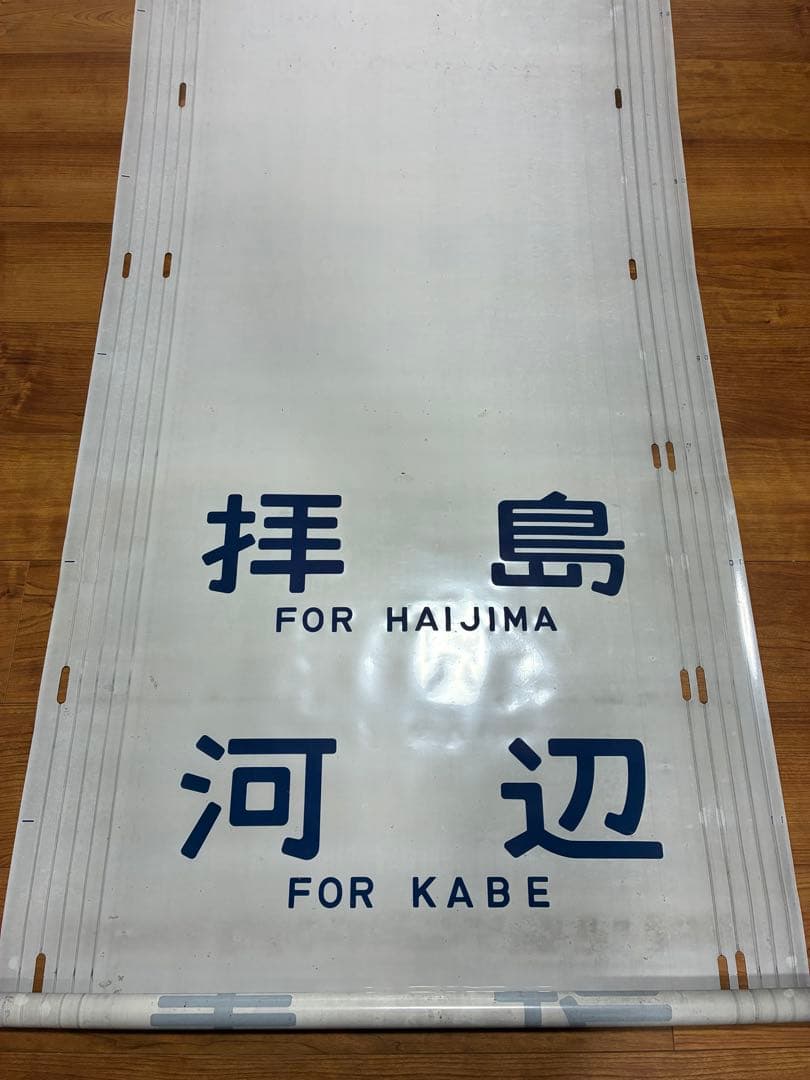 拝島
FOR HAIJIMA
河辺
FOR KABE